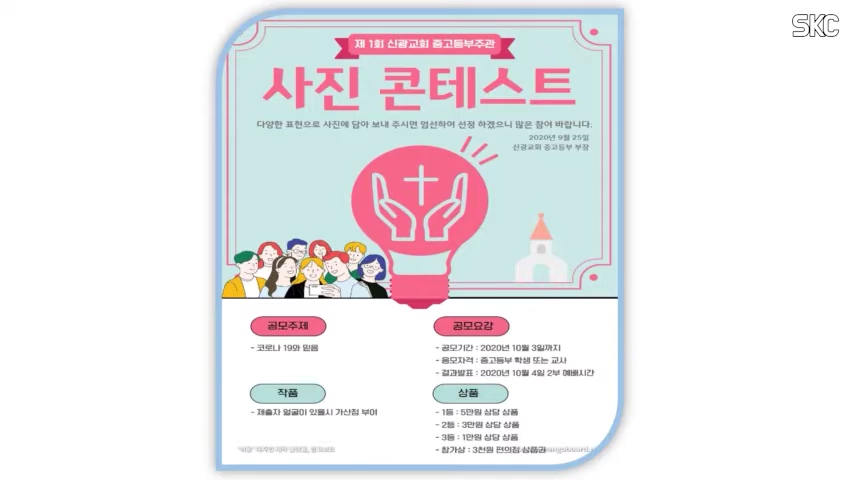 SKC
제 1회 신광교회 중고등부주관
사진 콘테스트
다양한 표현으로 사진에 담아 보내 주시면 엄선하여 선정 하겠으니 많은 참여 바랍니다.
2020년 9월 25일
신광교회 중고등부 부장
공모주제
- 코로나 19와 믿음
공모요강
- 공모기간 : 2020년 10월 3일까지
- 응모자격 : 중고등부 학생 또는 교사
- 결과발표 : 2020년 10월 4일 2부 예배시간
작품
- 제출자 얼굴이 있을시 가산점 부여
상품
- 1등 : 5만원 상당 상품
- 2등 : 3만원 상당 상품
- 3등 : 1만원 상당 상품
- 참가상 : 3천원 편의점 상품권